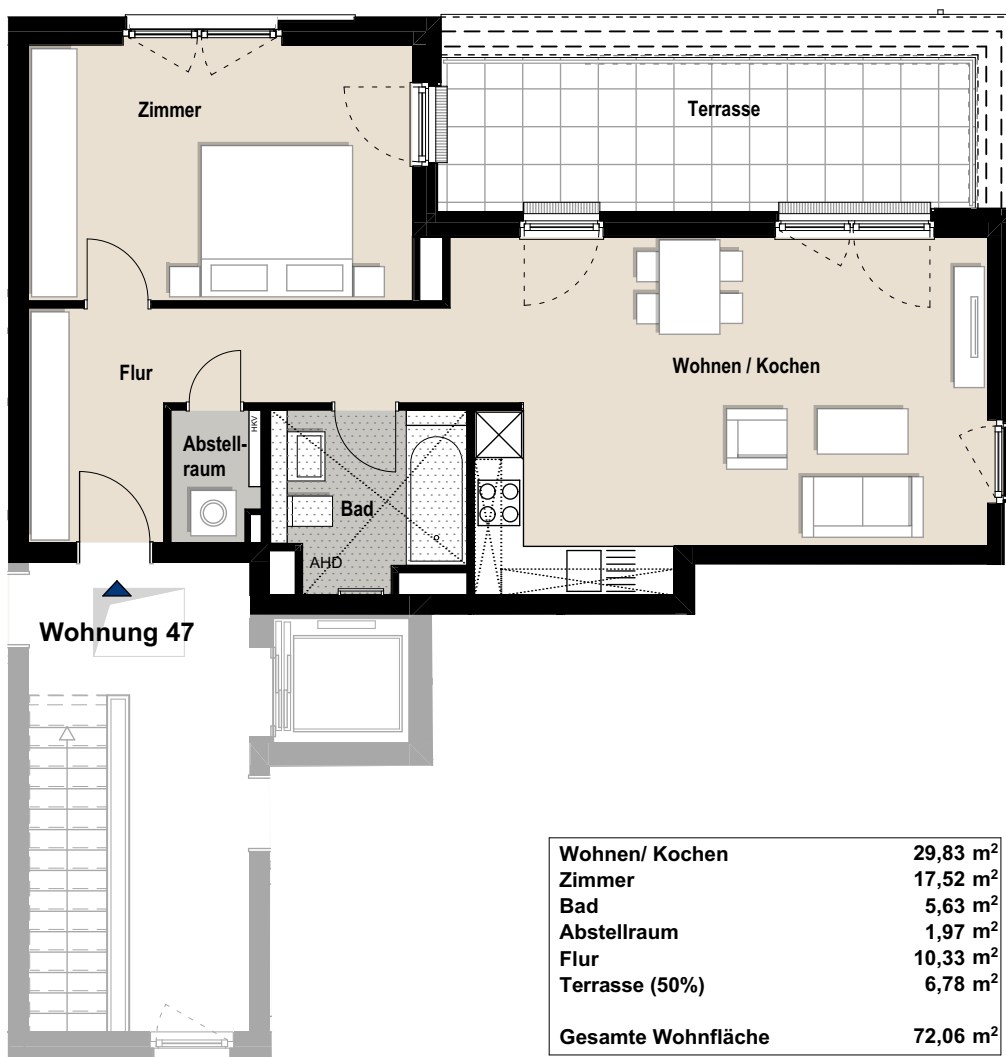 Zimmer
Terrasse
Flur
Wohnen / Kochen
Abstell-
raum
HKV
Bad
AHD
Wohnung 47
Wohnen/ Kochen 29,83 m²
Zimmer 17,52 m²
Bad 5,63 m²
Abstellraum 1,97 m²
Flur 10,33 m²
Terrasse (50%) 6,78 m²
Gesamte Wohnfläche 72,06 m²